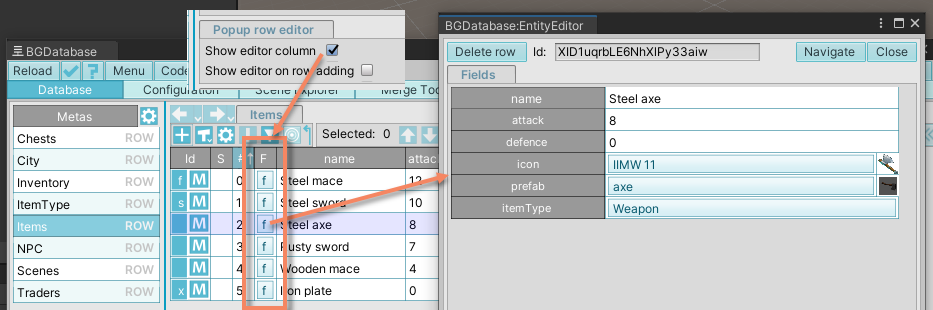 Popup row editor
Show editor column
Show editor on row adding
BGDatabase
Reload ? Menu Code
Database Configuration Scene Explorer Merge Too
Metas
Chests ROW
City ROW
Inventory ROW
ItemType ROW
Items ROW
NPC ROW
Scenes ROW
Traders ROW
Items
Selected: 0
Id S # F name attac
f M 0 f Steel mace 12
s M 1 f Steel sword 10
M 2 f Steel axe 8
M 3 f Rusty sword 7
M 4 f Wooden mace 4
x M 5 f Iron plate 0
BGDatabase:EntityEditor
Delete row Id: XID1uqrbLE6NhXIPy33aiw Navigate Close
Fields
name Steel axe
attack 8
defence 0
icon IIMW 11
prefab axe
itemType Weapon